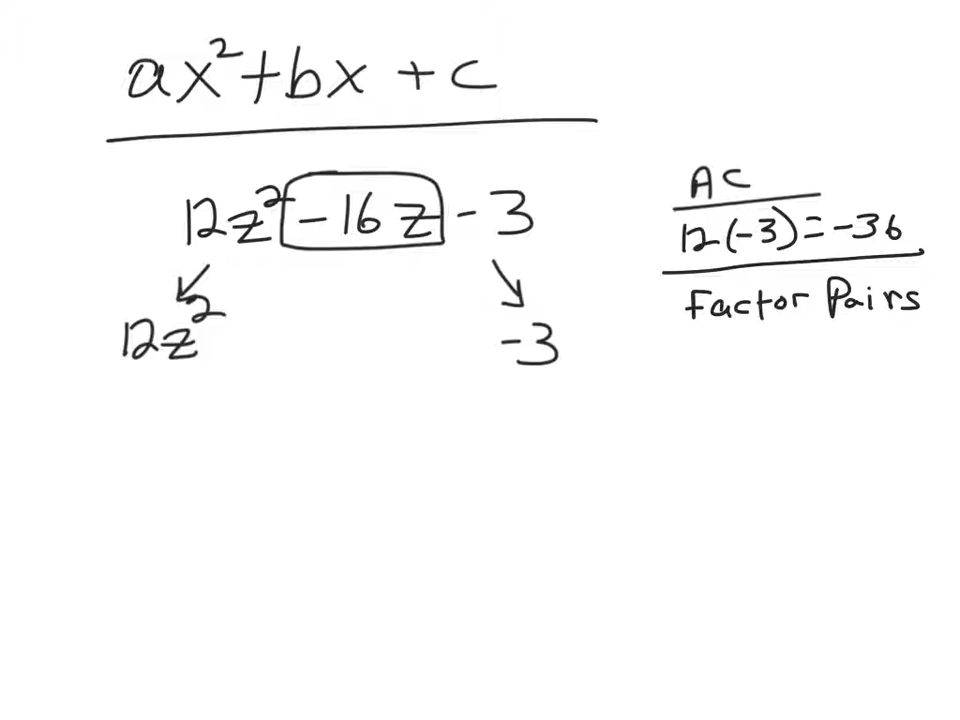 ax²+bx+c
12z²-16z-3
12z²
-3
AC
12(-3)=-36
Factor Pairs